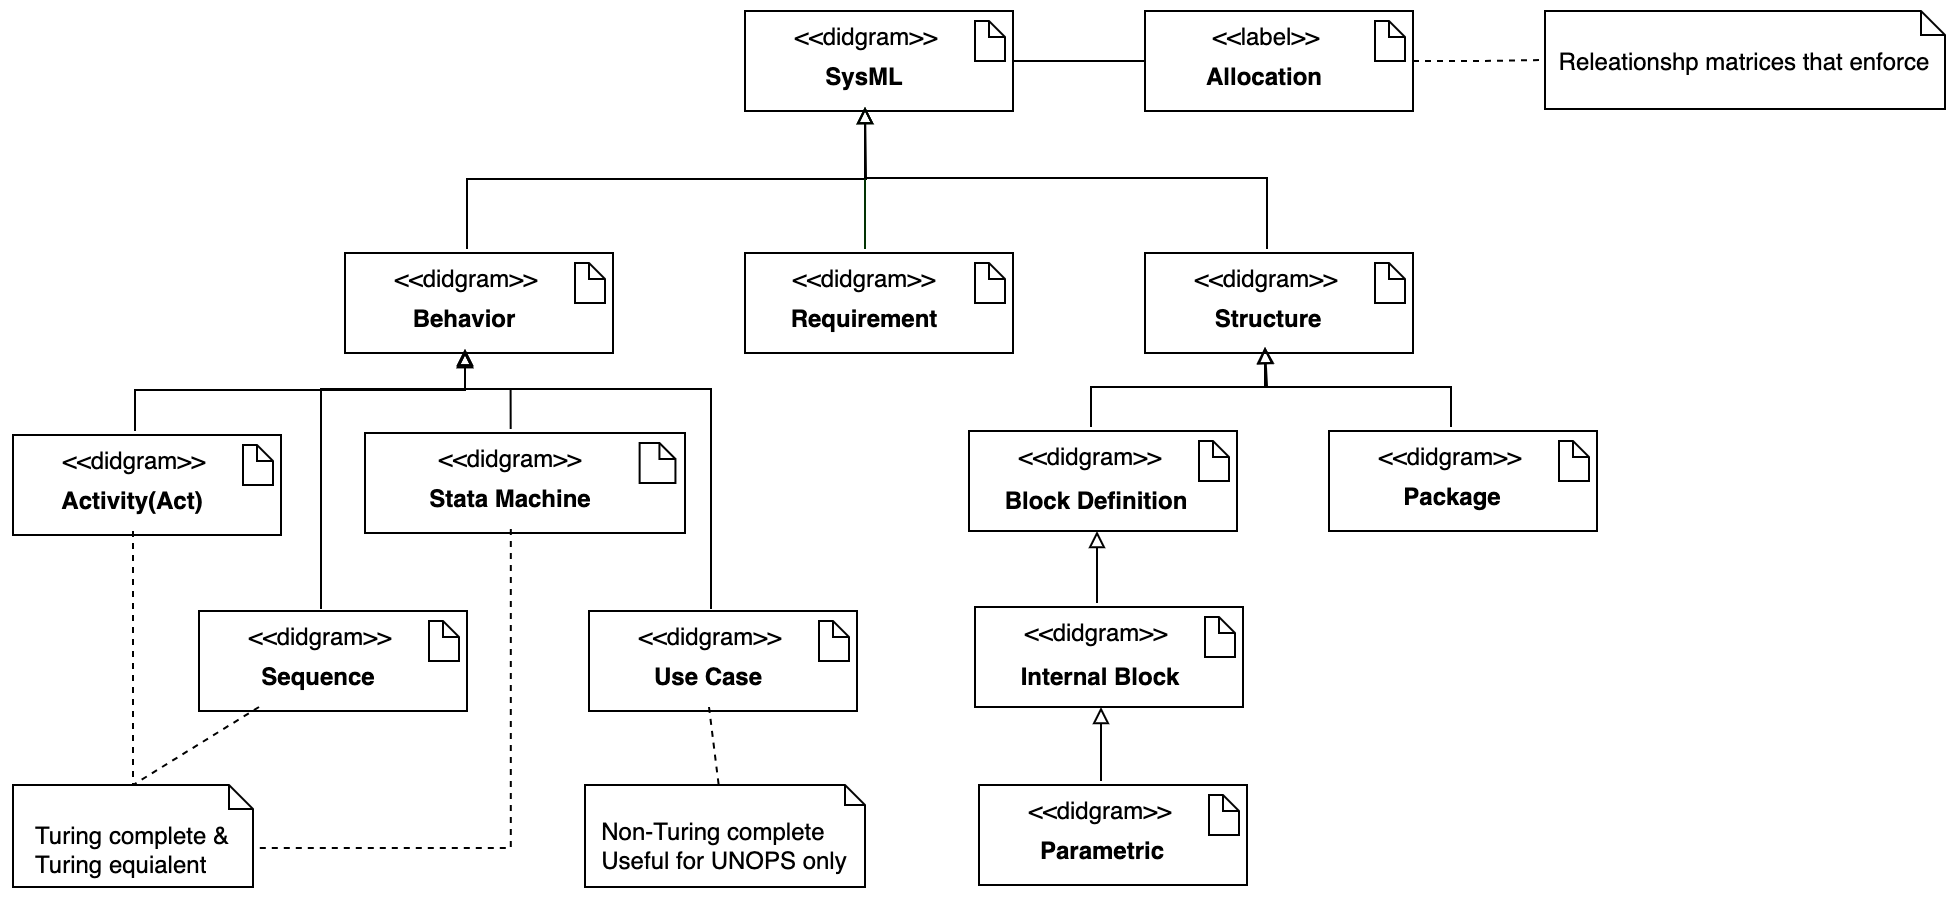 <<didgram>>
SysML
<<label>>
Allocation
Releationshp matrices that enforce
<<didgram>>
Behavior
<<didgram>>
Requirement
<<didgram>>
Structure
<<didgram>>
Activity(Act)
<<didgram>>
Stata Machine
<<didgram>>
Block Definition
<<didgram>>
Package
<<didgram>>
Sequence
<<didgram>>
Use Case
<<didgram>>
Internal Block
Turing complete &
Turing equialent
Non-Turing complete
Useful for UNOPS only
<<didgram>>
Parametric